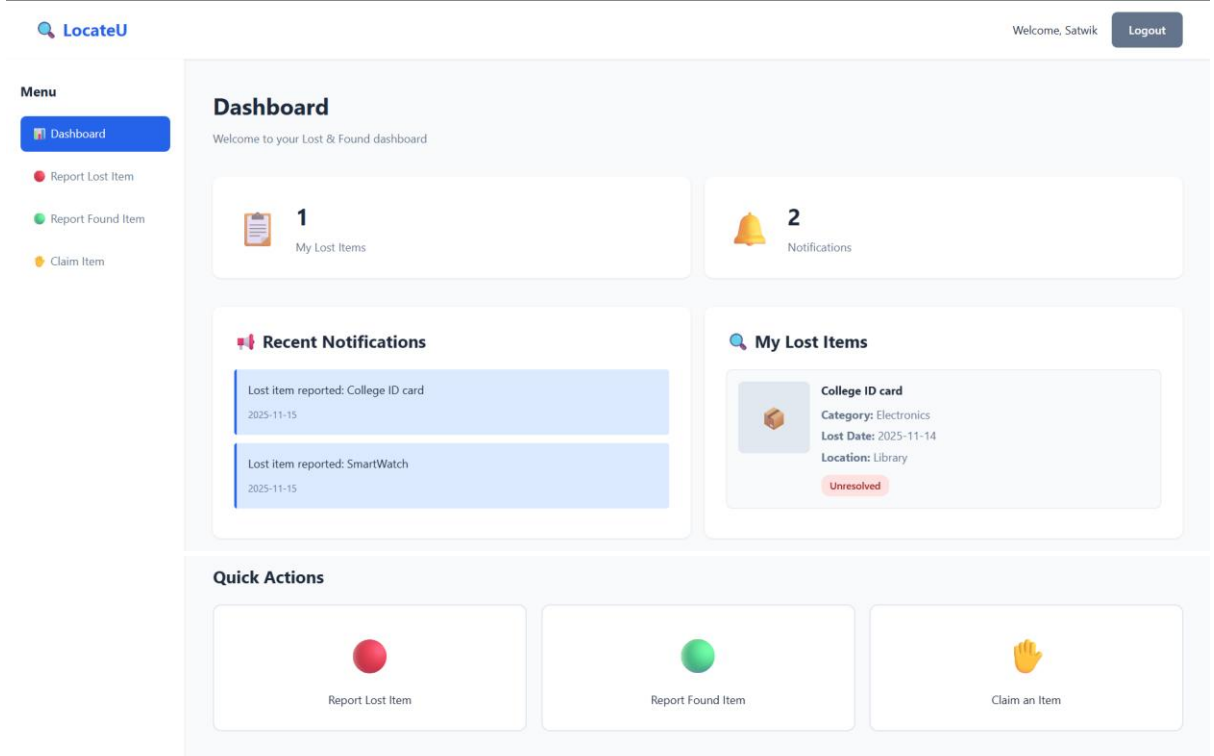 LocateU
Welcome, Satwik
Logout
Menu
Dashboard
Report Lost Item
Report Found Item
Claim Item
Dashboard
Welcome to your Lost & Found dashboard
1
My Lost Items
2
Notifications
Recent Notifications
Lost item reported: College ID card
2025-11-15
Lost item reported: SmartWatch
2025-11-15
My Lost Items
College ID card
Category: Electronics
Lost Date: 2025-11-14
Location: Library
Unresolved
Quick Actions
Report Lost Item
Report Found Item
Claim an Item